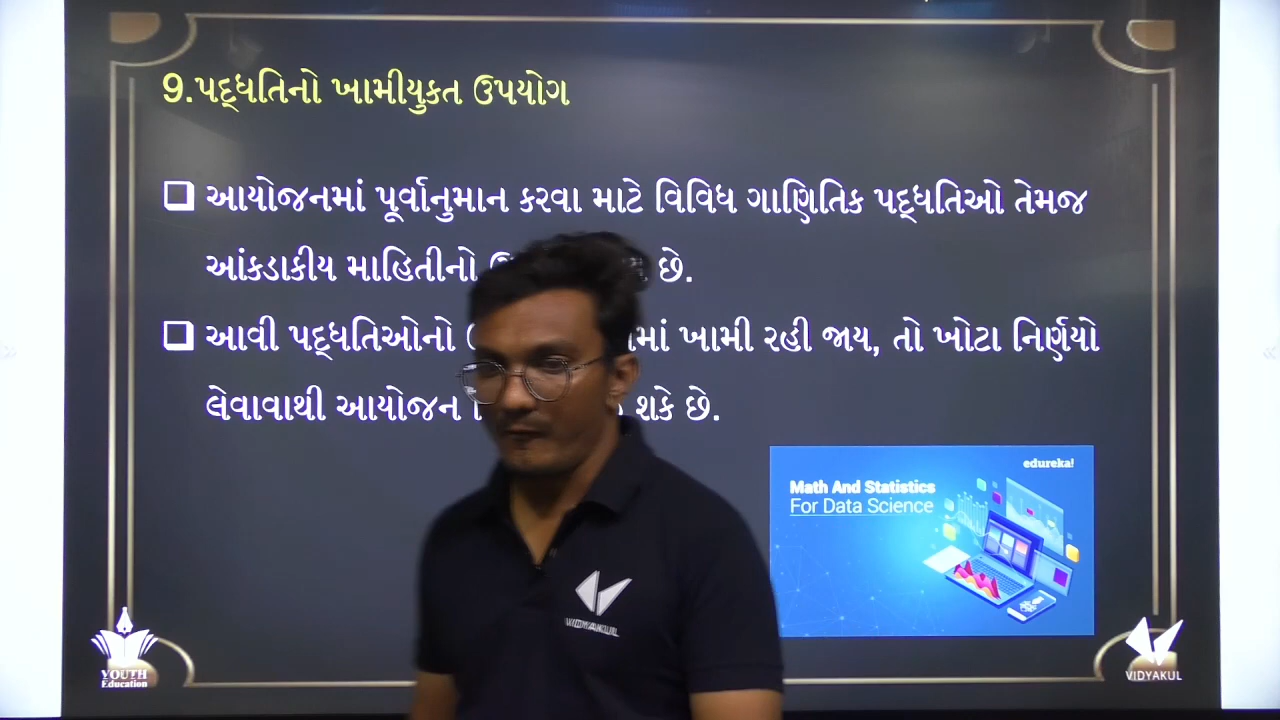 9.પદ્ધતિનો ખામીયુક્ત ઉપયોગ
આયોજનમાં પૂર્વાનુમાન કરવા માટે વિવિધ ગાણિતિક પદ્ધતિઓ તેમજ
આંકડાકીય માહિતીનો છે.
આવી પદ્ધતિઓનો ખામી રહી જાય, તો ખોટા નિર્ણયો
લેવાવાથી આયોજન શકે છે.
edureka!
Math And Statistics
For Data Science
VIDYAKUL
YOUTH
Education
VIDYAKUL